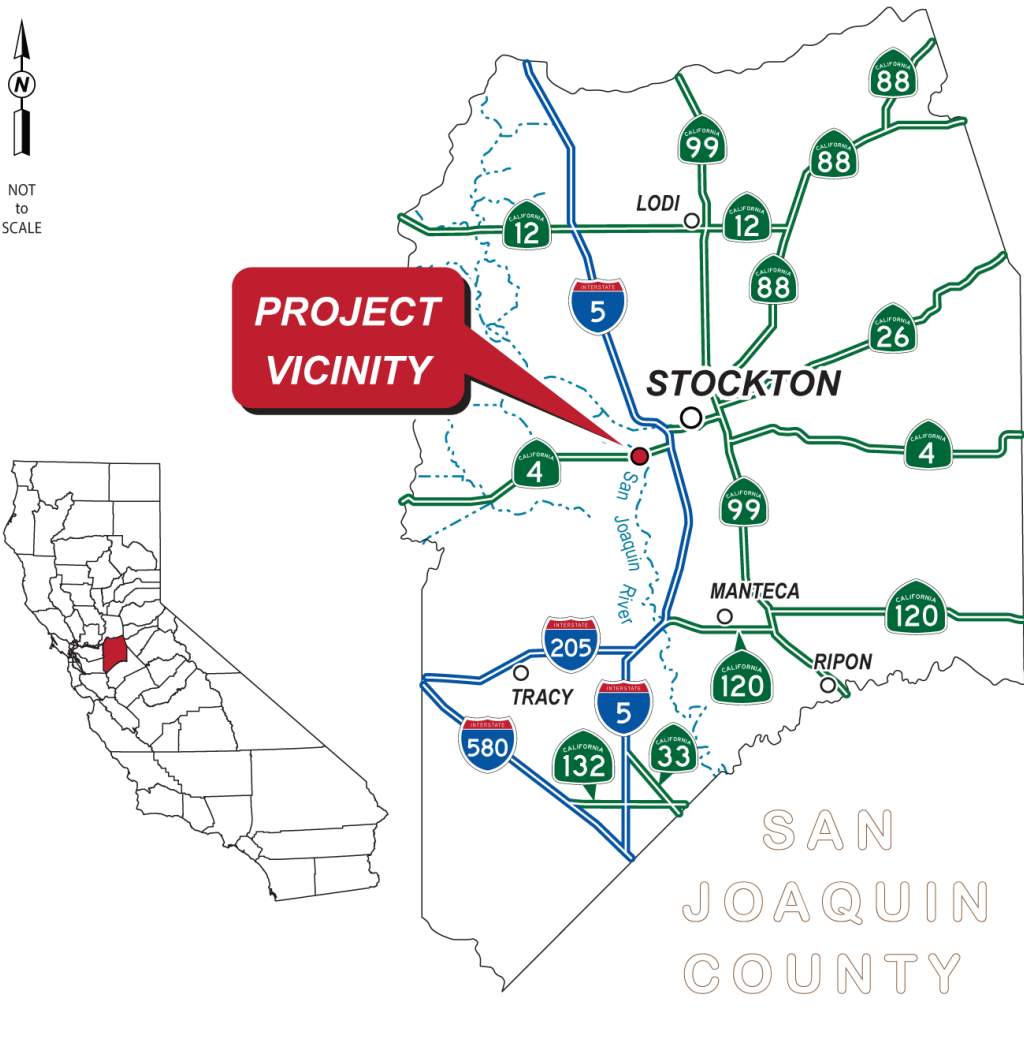 N
NOT
to
SCALE
CALIFORNIA
88
CALIFORNIA
99
CALIFORNIA
88
LODI
CALIFORNIA
12
CALIFORNIA
12
CALIFORNIA
88
INTERSTATE
5
PROJECT
VICINITY
CALIFORNIA
26
STOCKTON
CALIFORNIA
4
CALIFORNIA
4
San Joaquin River
CALIFORNIA
99
MANTECA
CALIFORNIA
120
INTERSTATE
205
CALIFORNIA
120
RIPON
TRACY
INTERSTATE
5
INTERSTATE
580
CALIFORNIA
132
CALIFORNIA
33
SAN
JOAQUIN
COUNTY